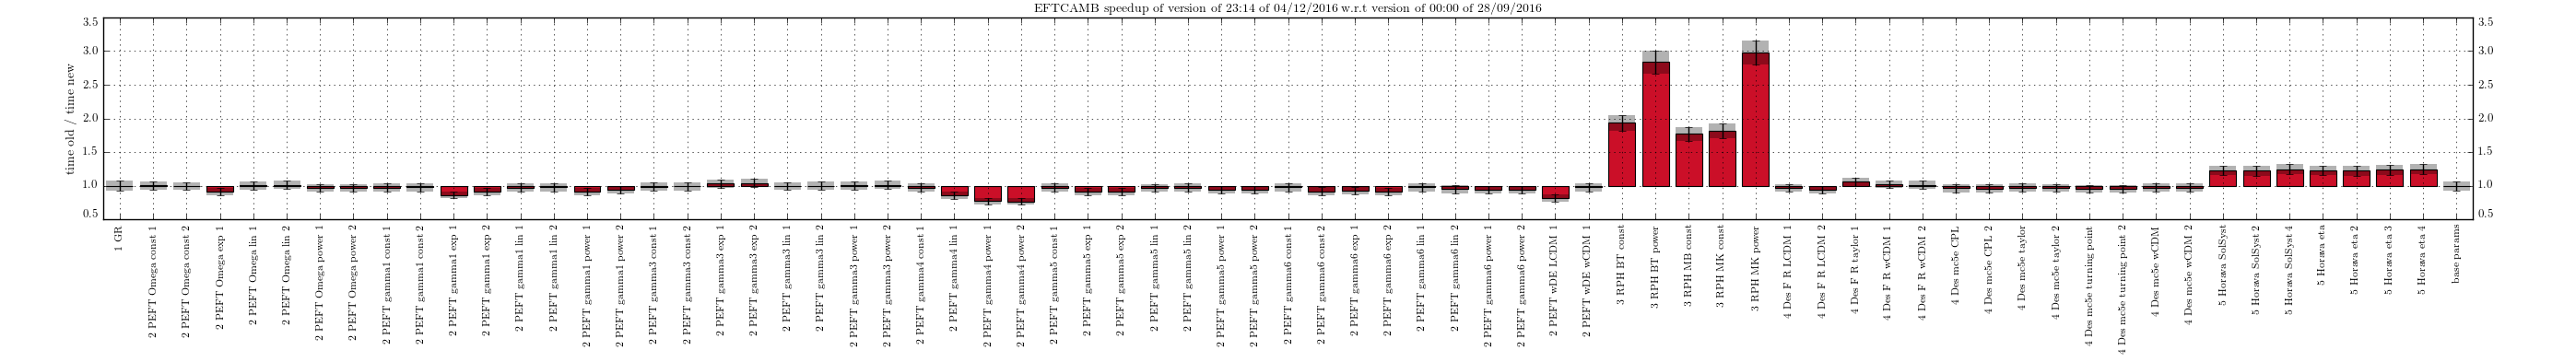 EFTCAMB speedup of version of 23:14 of 04/12/2016 w.r.t version of 00:00 of 28/09/2016
time old / time new
3.5
3.0
2.5
2.0
1.5
1.0
0.5
3.5
3.0
2.5
2.0
1.5
1.0
0.5
1 GR
2 PEFT Omega const 1
2 PEFT Omega const 2
2 PEFT Omega exp 1
2 PEFT Omega lin 1
2 PEFT Omega lin 2
2 PEFT Omega power 1
2 PEFT Omega power 2
2 PEFT gamma1 const 1
2 PEFT gamma1 const 2
2 PEFT gamma1 exp 1
2 PEFT gamma1 exp 2
2 PEFT gamma1 lin 1
2 PEFT gamma1 lin 2
2 PEFT gamma1 power 1
2 PEFT gamma1 power 2
2 PEFT gamma3 const 1
2 PEFT gamma3 const 2
2 PEFT gamma3 exp 1
2 PEFT gamma3 exp 2
2 PEFT gamma3 lin 1
2 PEFT gamma3 lin 2
2 PEFT gamma3 power 1
2 PEFT gamma3 power 2
2 PEFT gamma4 const 1
2 PEFT gamma4 lin 1
2 PEFT gamma4 power 1
2 PEFT gamma4 power 2
2 PEFT gamma5 const 1
2 PEFT gamma5 exp 1
2 PEFT gamma5 exp 2
2 PEFT gamma5 lin 1
2 PEFT gamma5 lin 2
2 PEFT gamma5 power 1
2 PEFT gamma5 power 2
2 PEFT gamma6 const 1
2 PEFT gamma6 const 2
2 PEFT gamma6 exp 1
2 PEFT gamma6 exp 2
2 PEFT gamma6 lin 1
2 PEFT gamma6 lin 2
2 PEFT gamma6 power 1
2 PEFT gamma6 power 2
2 PEFT wDE LCDM 1
2 PEFT wDE wCDM 1
3 RPH BT const
3 RPH BT power
3 RPH MB const
3 RPH MK const
3 RPH MK power
4 Des F R LCDM 1
4 Des F R LCDM 2
4 Des F R taylor 1
4 Des F R wCDM 1
4 Des F R wCDM 2
4 Des mc5e CPL
4 Des mc5e CPL 2
4 Des mc5e taylor
4 Des mc5e taylor 2
4 Des mc5e turning point
4 Des mc5e turning point 2
4 Des mc5e wCDM
4 Des mc5e wCDM 2
5 Horava SolSyst
5 Horava SolSyst 2
5 Horava SolSyst 4
5 Horava eta
5 Horava eta 2
5 Horava eta 3
5 Horava eta 4
base params